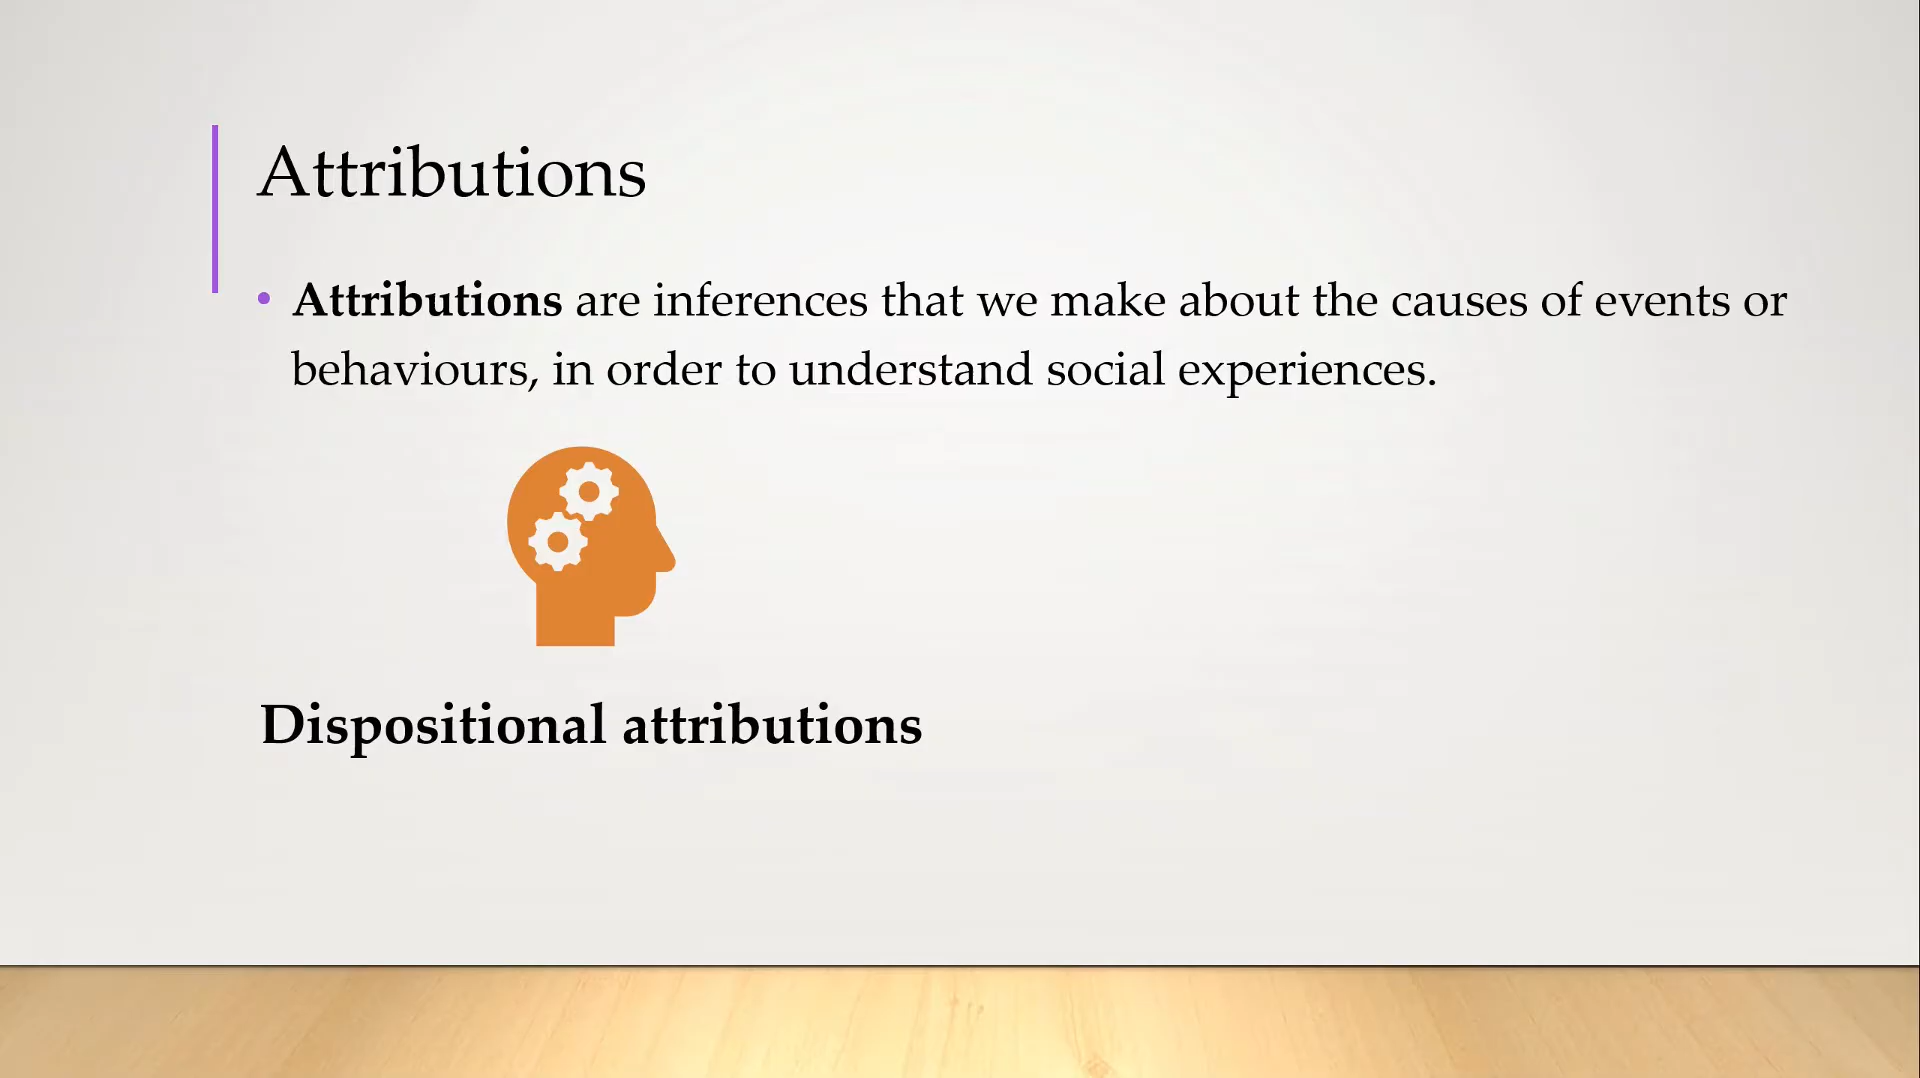 Attributions
• Attributions are inferences that we make about the causes of events or
behaviours, in order to understand social experiences.
Dispositional attributions